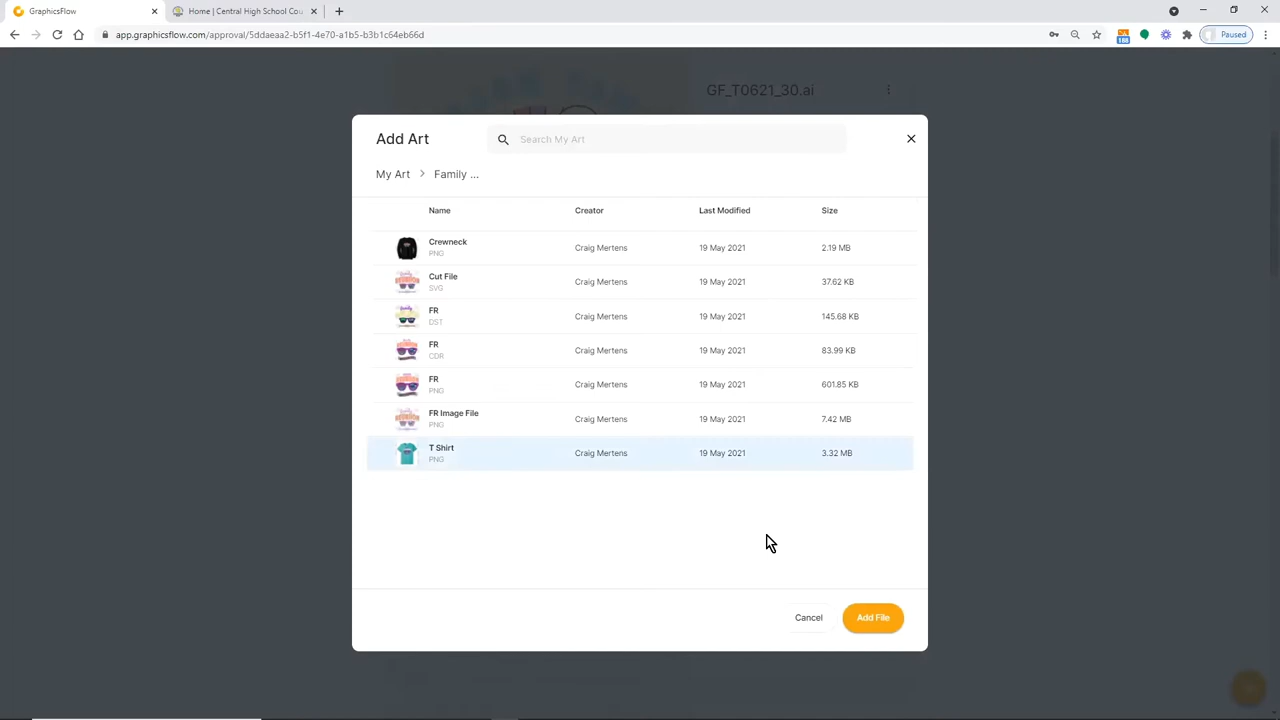 GraphicsFlow
Home | Central High School Cou
app.graphicsflow.com/approval/5ddaeaa2-b5f1-4e70-a1b5-b3b1c64eb66d
188
Paused
GF_T0621_30.ai
Add Art
Search My Art
My Art > Family ...
Name Creator Last Modified Size
Crewneck
PNG
Craig Mertens 19 May 2021 2.19 MB
Cut File
SVG
Craig Mertens 19 May 2021 37.62 KB
FR
DST
Craig Mertens 19 May 2021 145.68 KB
FR
CDR
Craig Mertens 19 May 2021 83.99 KB
FR
PNG
Craig Mertens 19 May 2021 601.85 KB
FR Image File
PNG
Craig Mertens 19 May 2021 7.42 MB
T Shirt
PNG
Craig Mertens 19 May 2021 3.32 MB
Cancel Add File